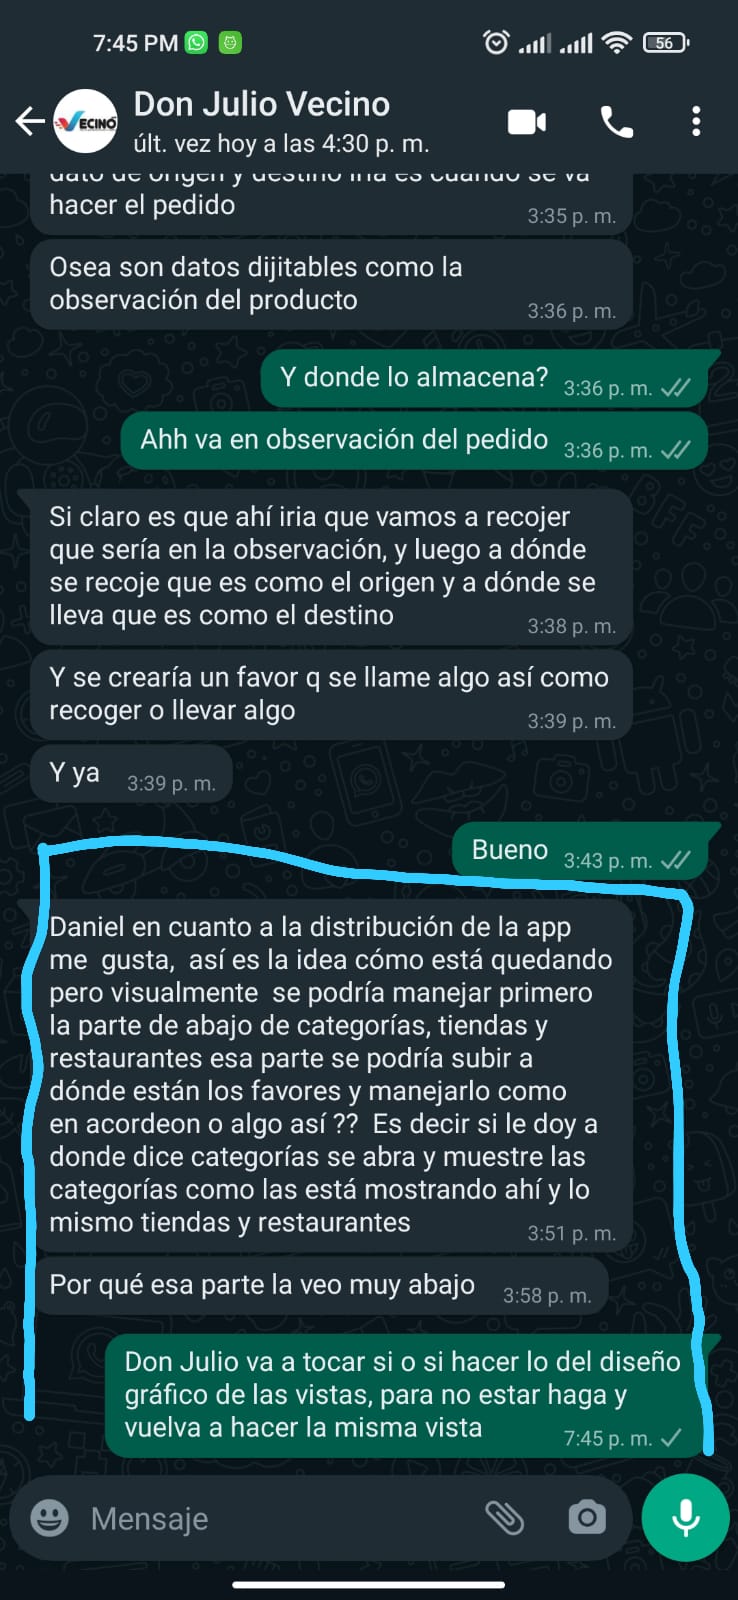 7:45 PM
56
VECINO
Don Julio Vecino
últ. vez hoy a las 4:30 p. m.
dato de origen y destino iría es cuando se va
hacer el pedido
3:35 p. m.
Osea son datos dijitables como la
observación del producto
3:36 p. m.
Y donde lo almacena?
3:36 p. m.
Ahh va en observación del pedido
3:36 p. m.
Si claro es que ahí iria que vamos a recojer
que sería en la observación, y luego a dónde
se recoje que es como el origen y a dónde se
lleva que es como el destino
3:38 p. m.
Y se crearía un favor q se llame algo así como
recoger o llevar algo
3:39 p. m.
Y ya
3:39 p. m.
Bueno
3:43 p. m.
Daniel en cuanto a la distribución de la app
me gusta, así es la idea cómo está quedando
pero visualmente se podría manejar primero
la parte de abajo de categorías, tiendas y
restaurantes esa parte se podría subir a
dónde están los favores y manejarlo como
en acordeon o algo así ?? Es decir si le doy a
donde dice categorías se abra y muestre las
categorías como las está mostrando ahí y lo
mismo tiendas y restaurantes
3:51 p. m.
Por qué esa parte la veo muy abajo
3:58 p. m.
Don Julio va a tocar si o si hacer lo del diseño
gráfico de las vistas, para no estar haga y
vuelva a hacer la misma vista
7:45 p. m.
Mensaje